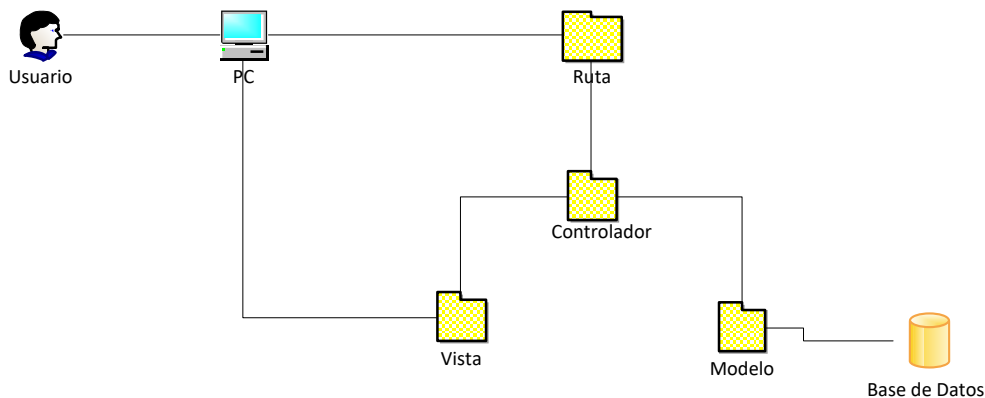 Usuario
PC
Ruta
Controlador
Vista
Modelo
Base de Datos